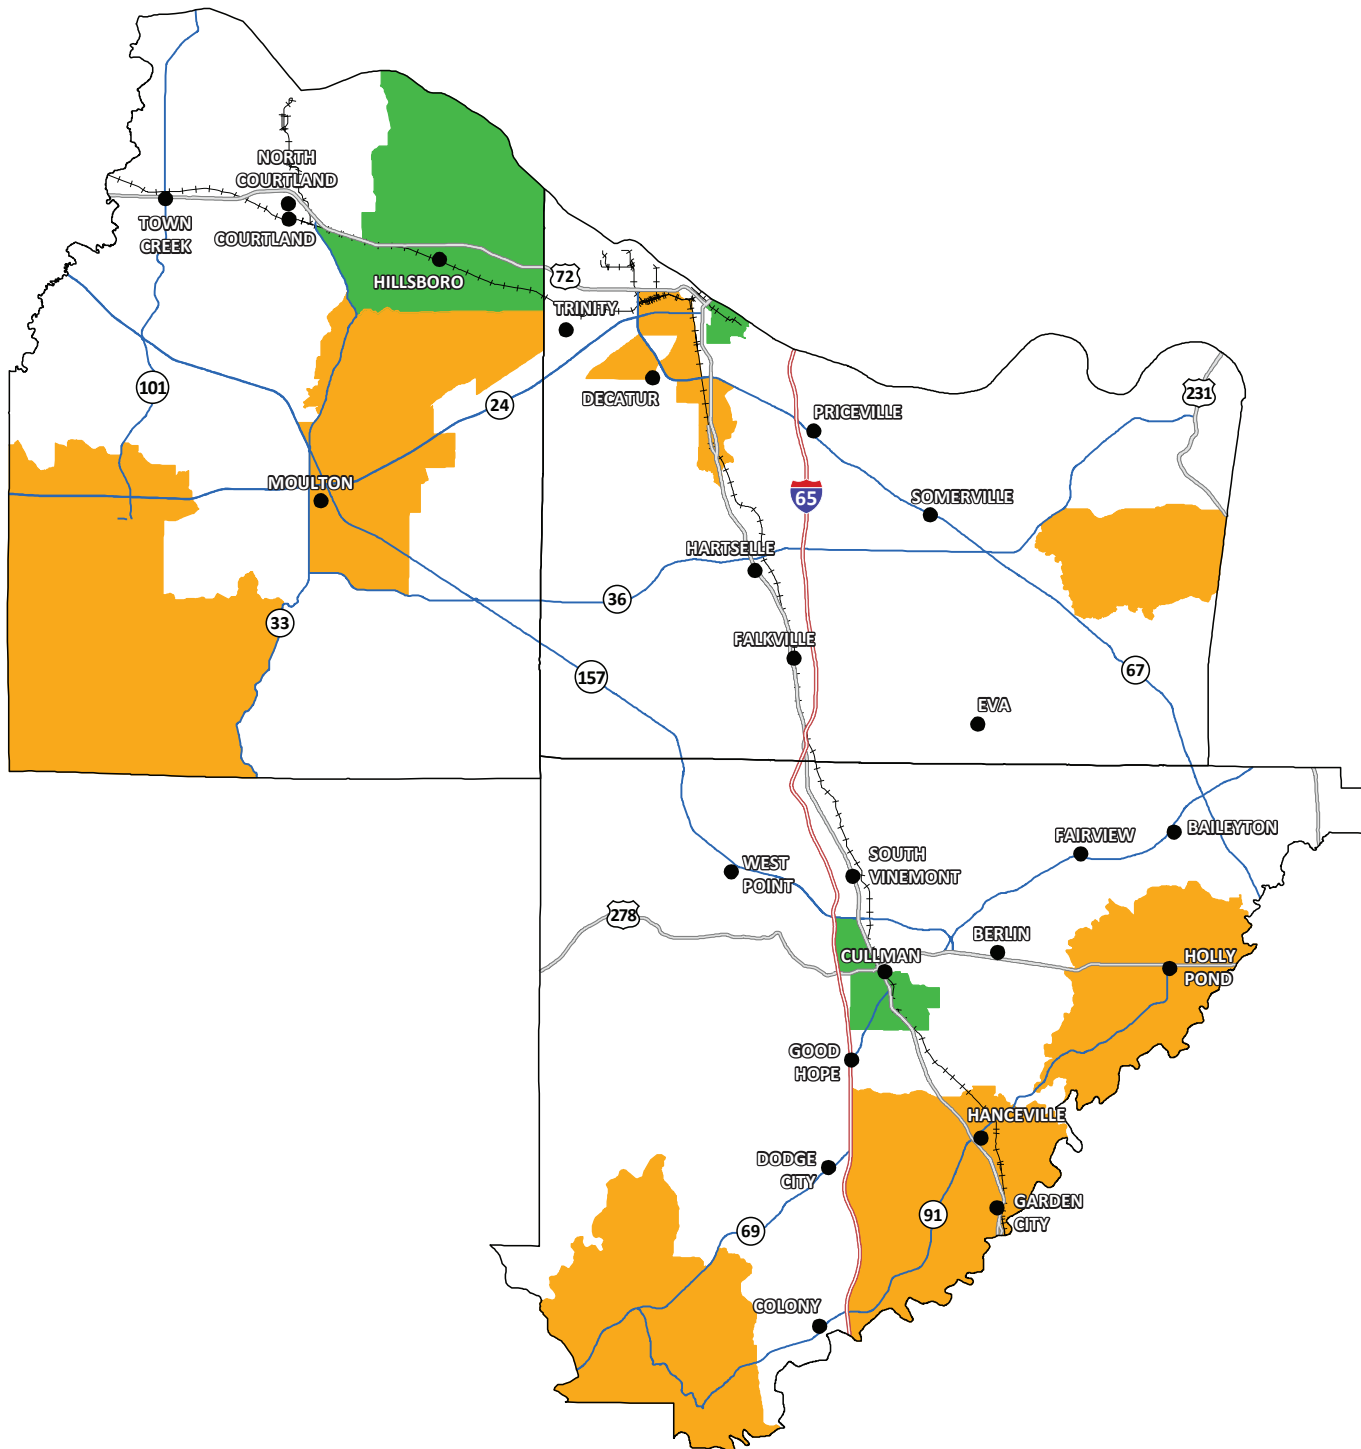 NORTH
COURTLAND
TOWN
CREEK
COURTLAND
HILLSBORO
72
TRINITY
101
24
DECATUR
PRICEVILLE
231
MOULTON
65
SOMERVILLE
HARTSELLE
36
33
FALKVILLE
157
67
EVA
FAIRVIEW
BAILEYTON
WEST
POINT
SOUTH
VINEMONT
278
BERLIN
CULLMAN
HOLLY
POND
GOOD
HOPE
HANCEVILLE
DODGE
CITY
GARDEN
CITY
91
69
COLONY